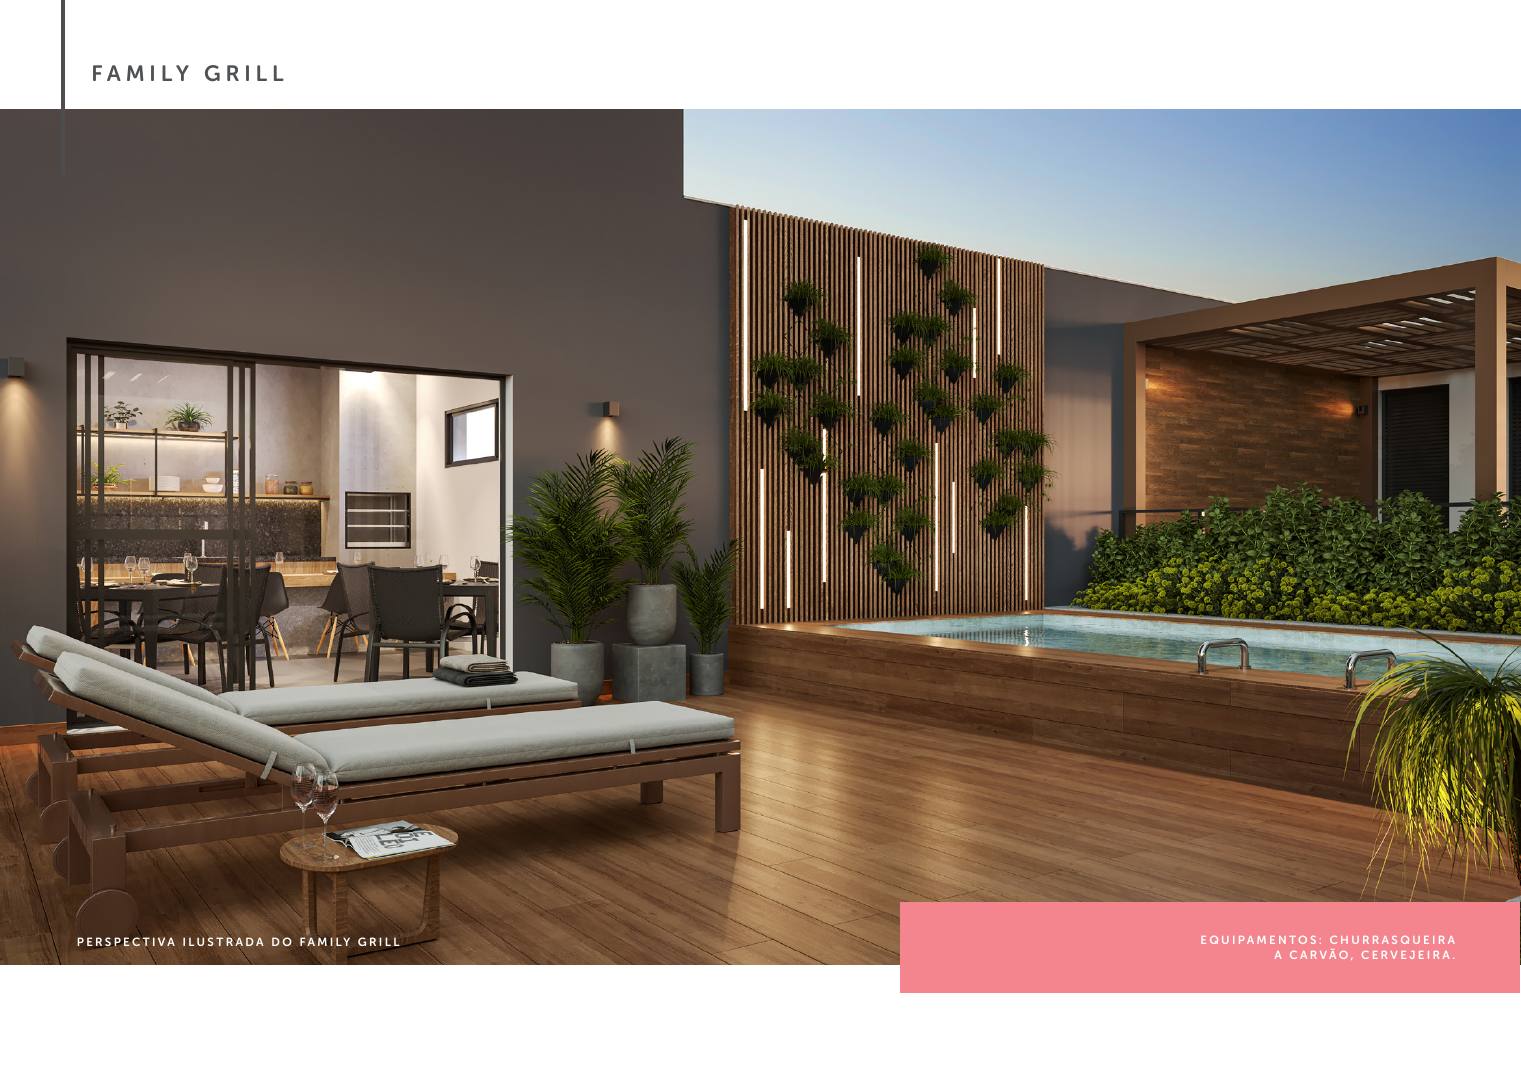 FAMILY GRILL
PERSPECTIVA ILUSTRADA DO FAMILY GRILL
EQUIPAMENTOS: CHURRASQUEIRA
A CARVÃO, CERVEJEIRA.